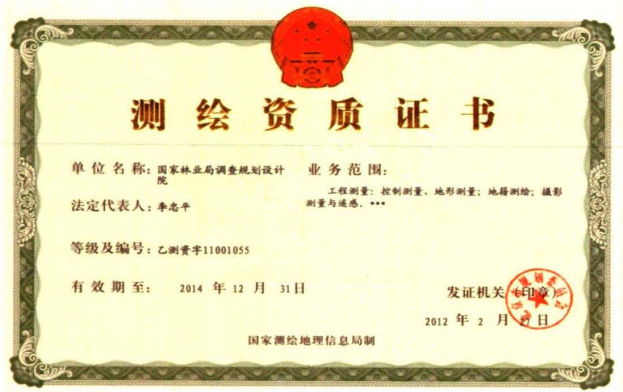 测绘资质证书
单位名称：国家林业局调查规划设计
院
法定代表人：李忠平
等级及编号：乙测资字11001055
有效期至：2014 年 12 月 31日
业务范围：
工程测量：控制测量、地形测量；地籍测绘；摄影
测量与遥感。***
发证机关（印章）
2012 年 2 月 27日
国家测绘地理信息局制